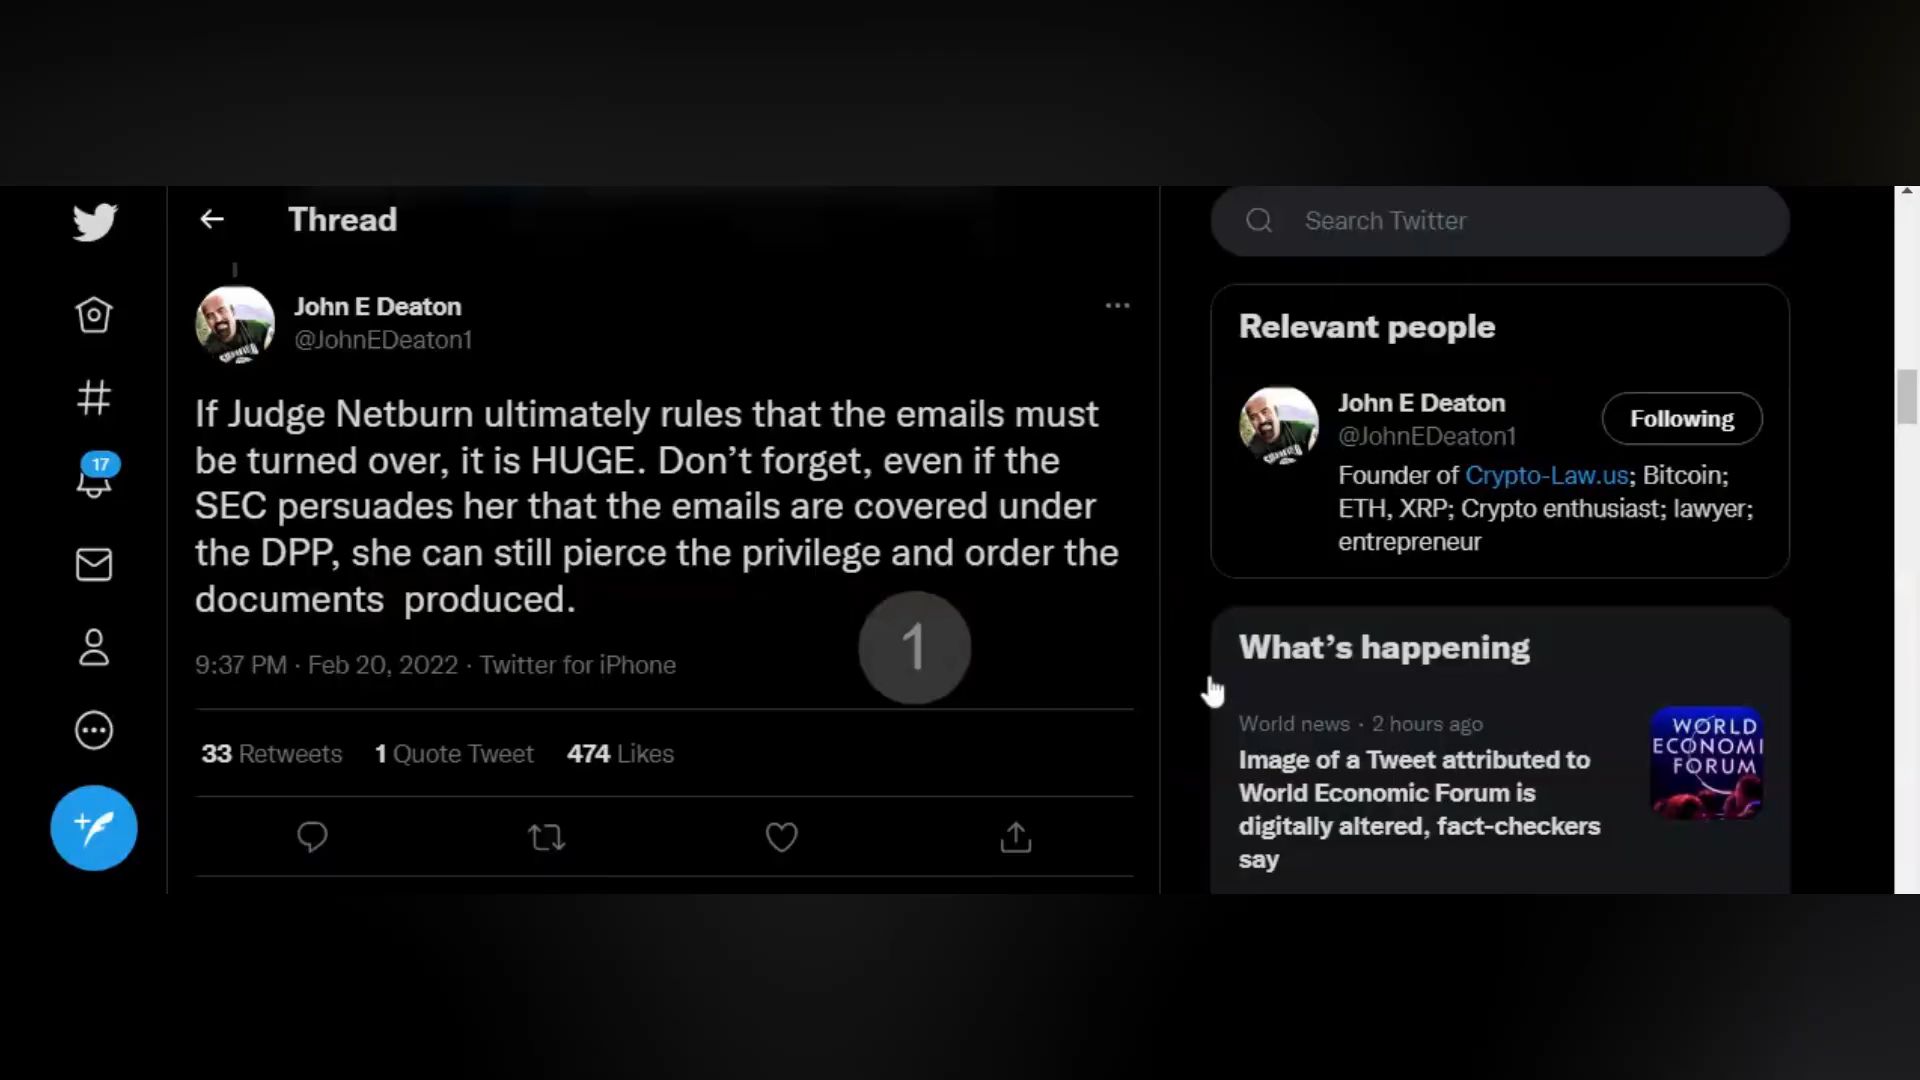 Thread
John E Deaton
@JohnEDeaton1
If Judge Netburn ultimately rules that the emails must
be turned over, it is HUGE. Don’t forget, even if the
SEC persuades her that the emails are covered under
the DPP, she can still pierce the privilege and order the
documents produced.
1
9:37 PM · Feb 20, 2022 · Twitter for iPhone
33 Retweets 1 Quote Tweet 474 Likes
17
Search Twitter
Relevant people
John E Deaton
@JohnEDeaton1
Following
Founder of Crypto-Law.us; Bitcoin;
ETH, XRP; Crypto enthusiast; lawyer;
entrepreneur
What’s happening
World news · 2 hours ago
Image of a Tweet attributed to
World Economic Forum is
digitally altered, fact-checkers
say
WORLD
ECONOMI
FORUM